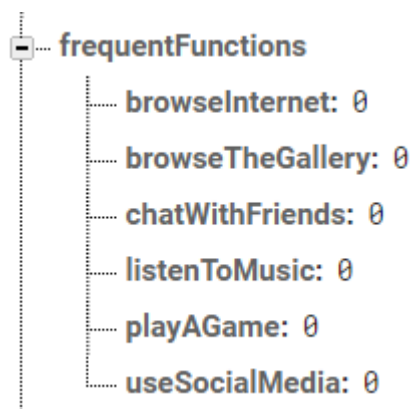 frequentFunctions
browseInternet: 0
browseTheGallery: 0
chatWithFriends: 0
listenToMusic: 0
playAGame: 0
useSocialMedia: 0